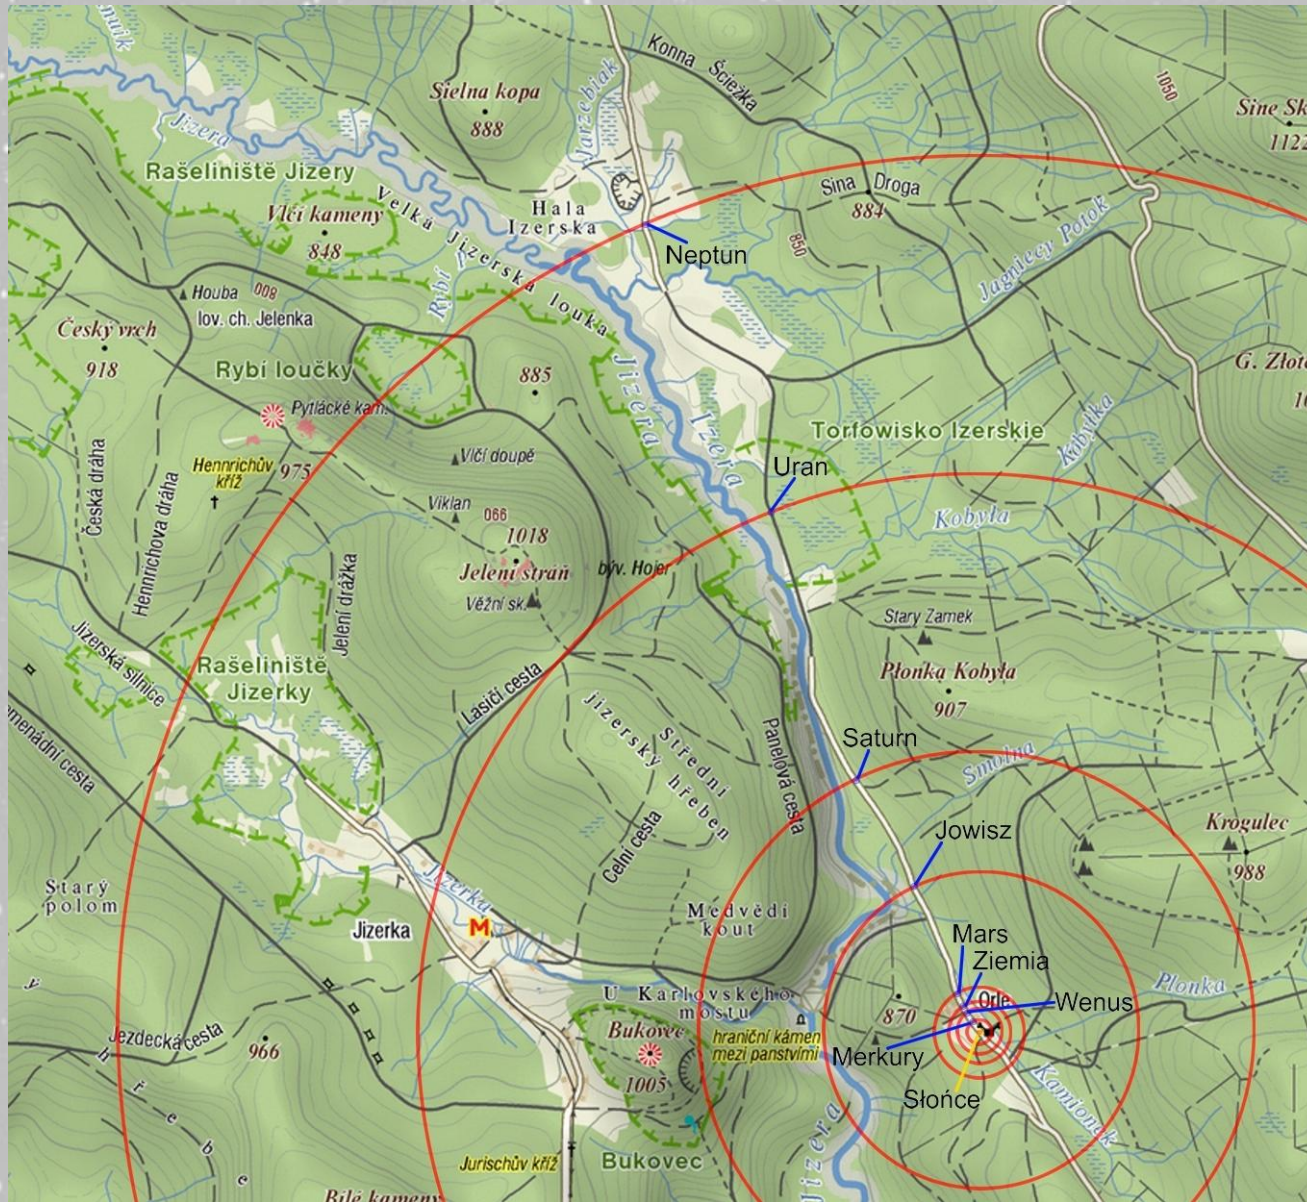 Jizera
Sielna kopa
888
Jarzębiak
Konna Ścieżka
1050
Rašeliniště Jizery
Vlčí kameny
848
Velká Jizerská louka
Hala
Izerska
Sina Droga
884
850
Jagnięcy Potok
Neptun
Rybí
Houba
800
lov. ch. Jelenka
Český vrch
918
Rybí loučky
Pytlácké kam.
885
Jizera
Izera
Torfowisko Izerskie
Kobyłka
Hennrichův
kříž
975
Česká dráha
Hennrichova dráha
Vlčí doupě
Viklan
990
1018
Jelení stráň
Věžní sk.
býv. Hojer
Uran
Kobyła
Jelení drážka
Stary Zamek
Płonka Kobyła
907
Jizerská silnice
Rašeliniště
Jizerky
Lasičí cesta
Střední
jizerský hřeben
Panelová cesta
Celní cesta
Saturn
Smolna
Jowisz
Krogulec
988
Starý
polom
Jizerka
Jizerka
M
Medvědí
kout
Mars
Ziemia
Orle
Wenus
Płonka
U Karlovského
mostu
870
Jezdecká cesta
966
Bukovec
1005
hraniční kámen
mezi panstvími
Merkury
Słońce
Kamionek
Jizera
Jurischův kříž
Bukovec
Bílé kameny